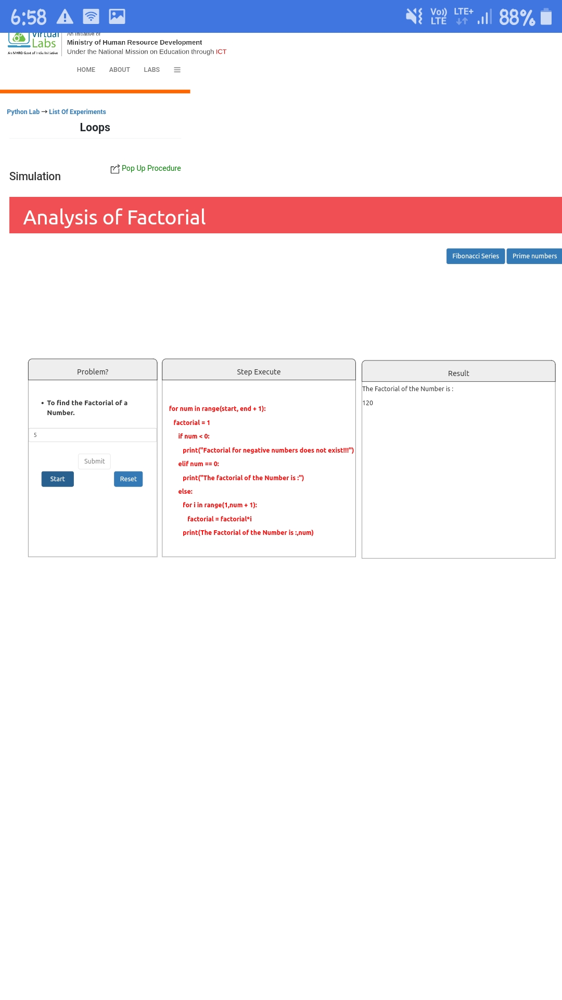 6:58
Vo)) LTE LTE+ 88%
Virtual Labs
An MHRD Govt of India Initiative
An Initiative of
Ministry of Human Resource Development
Under the National Mission on Education through ICT
HOME ABOUT LABS
Python Lab → List Of Experiments
Loops
Pop Up Procedure
Simulation
Analysis of Factorial
Fibonacci Series Prime numbers
Problem?
• To find the Factorial of a
Number.
5
Submit
Start Reset
Step Execute
for num in range(start, end + 1):
factorial = 1
if num < 0:
print("Factorial for negative numbers does not exist!!!")
elif num == 0:
print("The factorial of the Number is :")
else:
for i in range(1,num + 1):
factorial = factorial*i
print(The Factorial of the Number is :,num)
Result
The Factorial of the Number is :
120